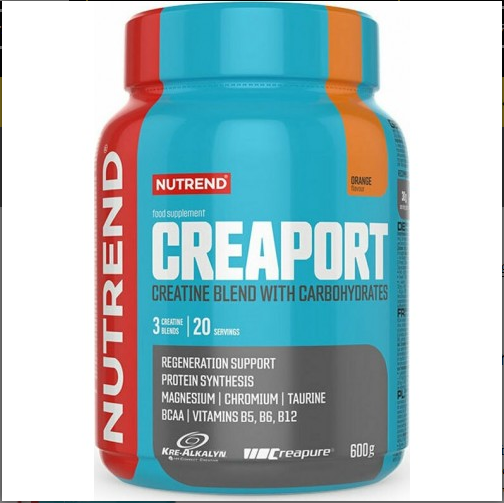 NUTREND®
NUTREND®
ORANGE
flavour
food supplement
CREAPORT
CREATINE BLEND WITH CARBOHYDRATES
3 CREATINE BLENDS | 20 SERVINGS
REGENERATION SUPPORT
PROTEIN SYNTHESIS
MAGNESIUM | CHROMIUM | TAURINE
BCAA | VITAMINS B5, B6, B12
KRE-ALKALYN
Creapure®
600g